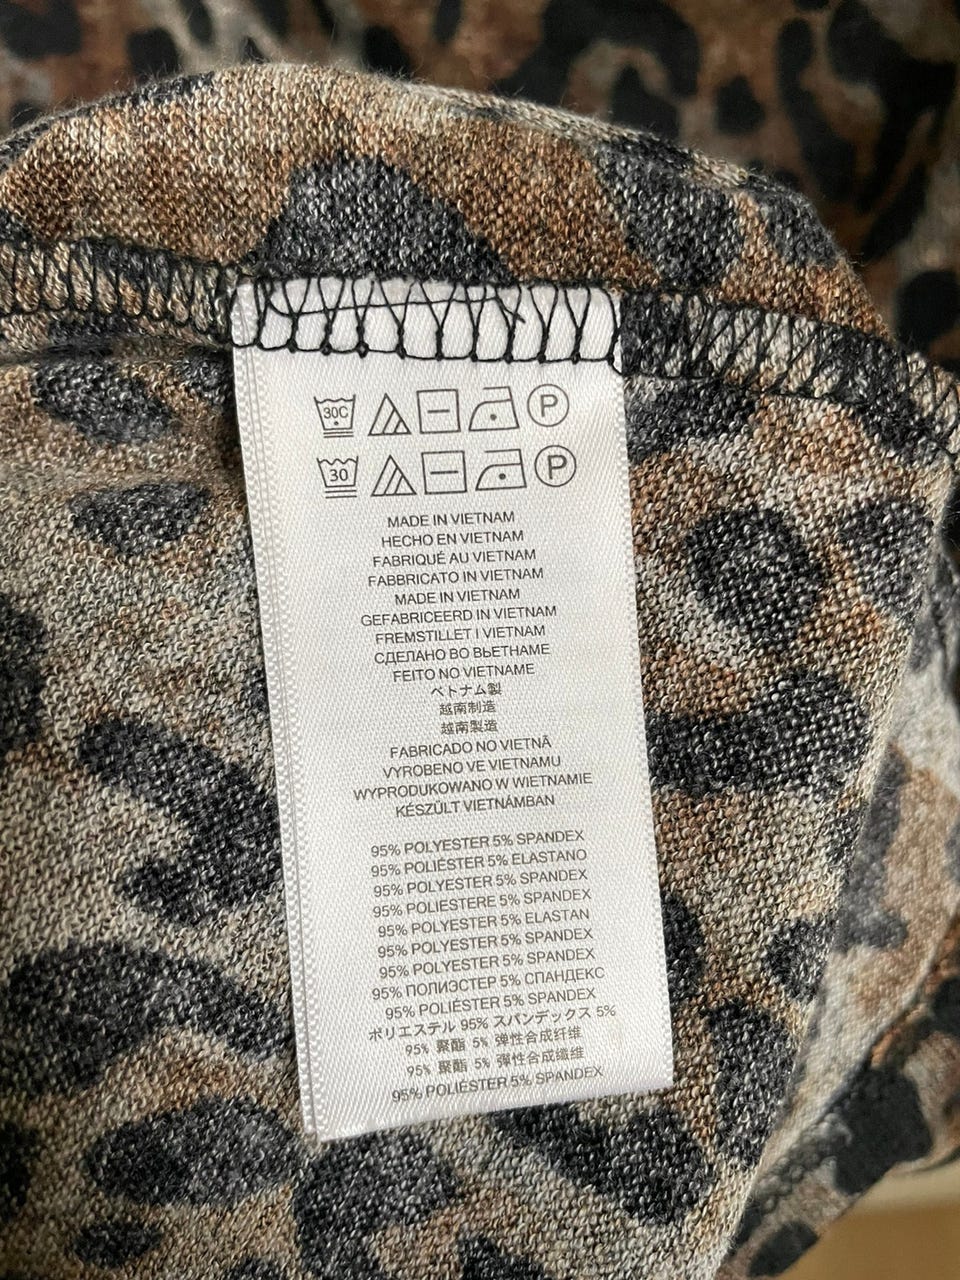 30C P
30 P
MADE IN VIETNAM
HECHO EN VIETNAM
FABRIQUÉ AU VIETNAM
FABBRICATO IN VIETNAM
MADE IN VIETNAM
GEFABRICEERD IN VIETNAM
FREMSTILLET I VIETNAM
СДЕЛАНО ВО ВЬЕТНАМЕ
FEITO NO VIETNAME
ベトナム製
越南制造
越南製造
FABRICADO NO VIETNÃ
VYROBENO VE VIETNAMU
WYPRODUKOWANO W WIETNAMIE
KÉSZÜLT VIETNÁMBAN
95% POLYESTER 5% SPANDEX
95% POLIÉSTER 5% ELASTANO
95% POLYESTER 5% SPANDEX
95% POLIESTERE 5% SPANDEX
95% POLYESTER 5% ELASTAN
95% POLYESTER 5% SPANDEX
95% POLYESTER 5% SPANDEX
95% ПОЛИЭСТЕР 5% СПАНДЕКС
95% POLIÉSTER 5% SPANDEX
ポリエステル 95% スパンデックス 5%
95% 聚酯 5% 弹性合成纤维
95% 聚酯 5% 彈性合成纖維
95% POLIÉSTER 5% SPANDEX